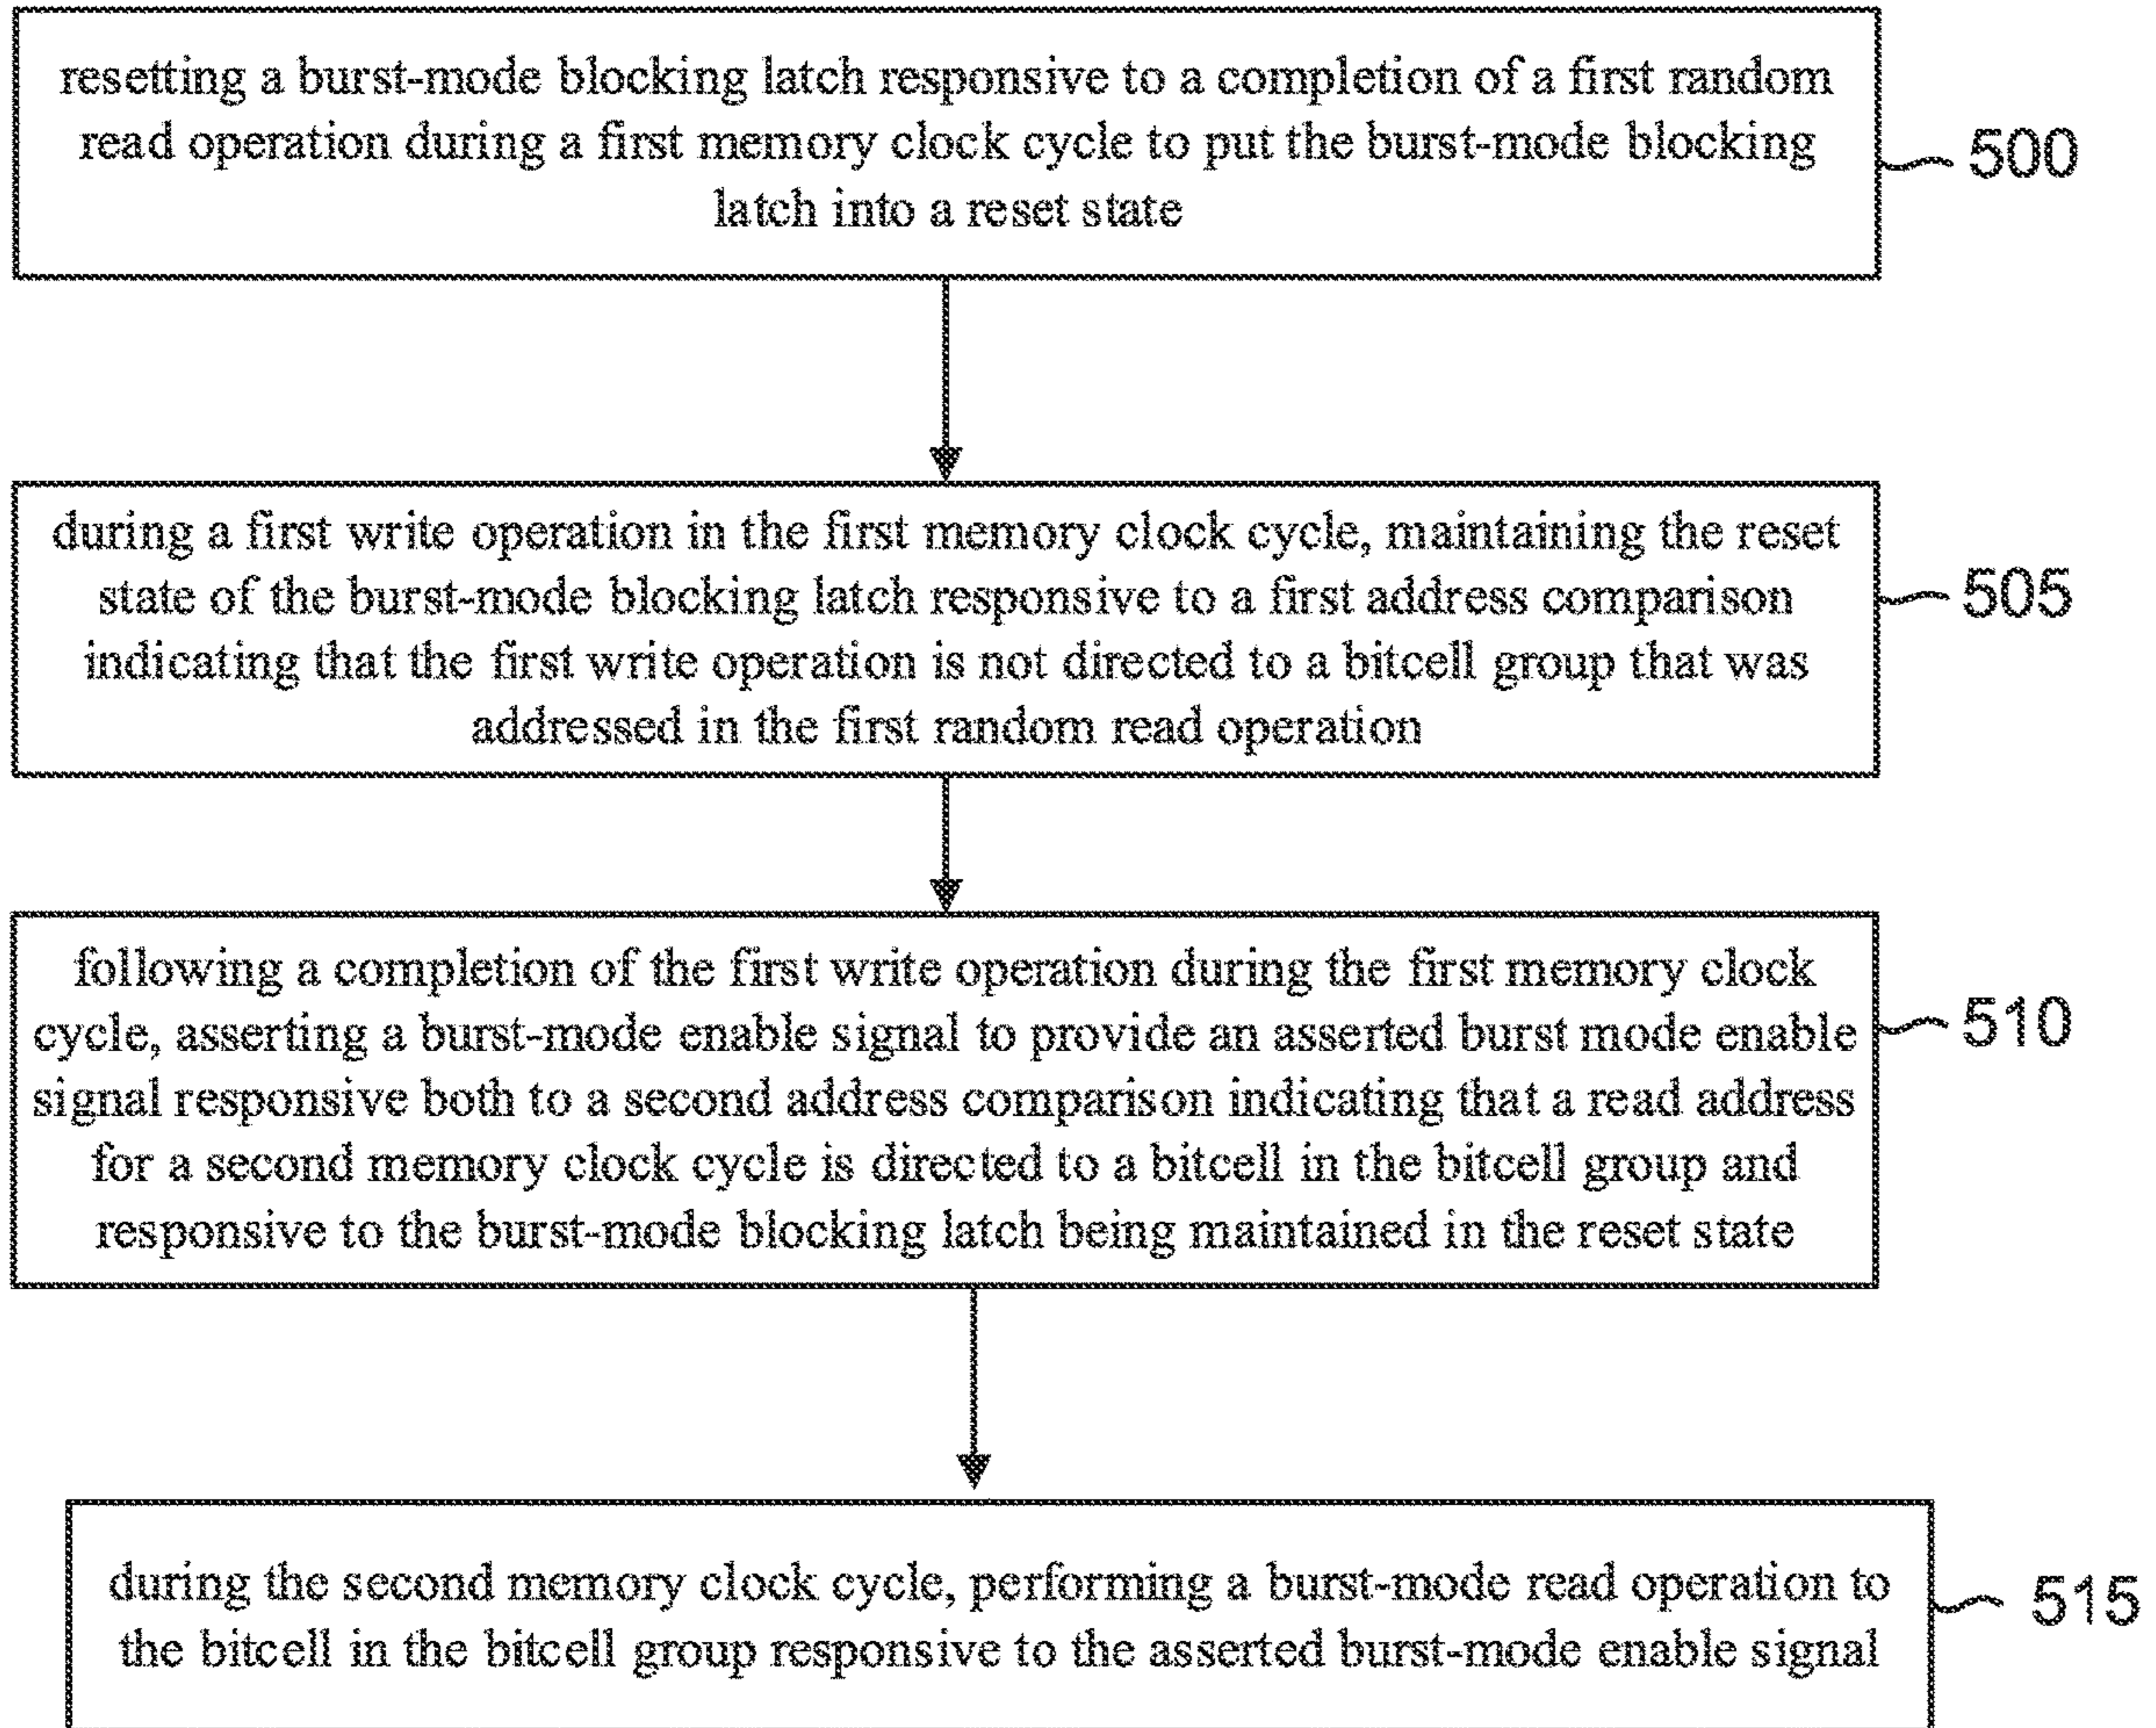 resetting a burst-mode blocking latch responsive to a completion of a first random
read operation during a first memory clock cycle to put the burst-mode blocking
latch into a reset state
500
during a first write operation in the first memory clock cycle, maintaining the reset
state of the burst-mode blocking latch responsive to a first address comparison
indicating that the first write operation is not directed to a bitcell group that was
addressed in the first random read operation
505
following a completion of the first write operation during the first memory clock
cycle, asserting a burst-mode enable signal to provide an asserted burst mode enable
signal responsive both to a second address comparison indicating that a read address
for a second memory clock cycle is directed to a bitcell in the bitcell group and
responsive to the burst-mode blocking latch being maintained in the reset state
510
during the second memory clock cycle, performing a burst-mode read operation to
the bitcell in the bitcell group responsive to the asserted burst-mode enable signal
515